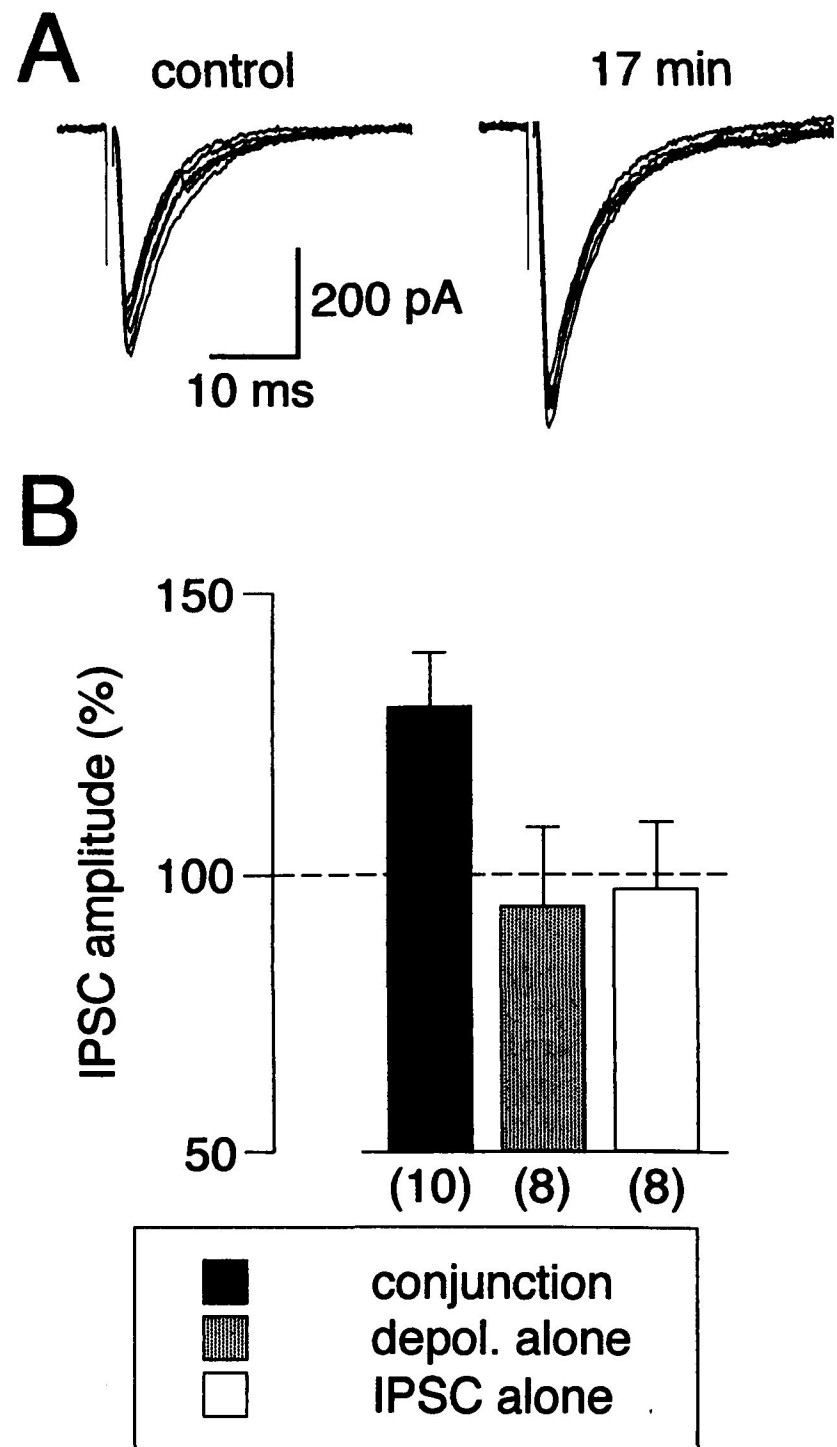 A
control
17 min
200 pA
10 ms
B
IPSC amplitude (%)
150
100
50
(10) (8) (8)
conjunction
depol. alone
IPSC alone